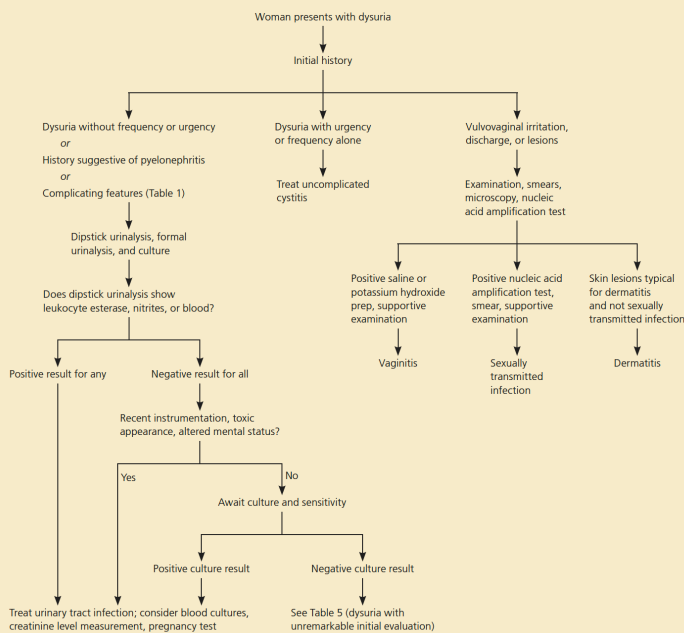 Woman presents with dysuria
Initial history
Dysuria without frequency or urgency
or
History suggestive of pyelonephritis
or
Complicating features (Table 1)
Dysuria with urgency
or frequency alone
Vulvovaginal irritation,
discharge, or lesions
Treat uncomplicated
cystitis
Examination, smears,
microscopy, nucleic
acid amplification test
Dipstick urinalysis, formal
urinalysis, and culture
Does dipstick urinalysis show
leukocyte esterase, nitrites, or blood?
Positive saline or
potassium hydroxide
prep, supportive
examination
Positive nucleic acid
amplification test,
smear, supportive
examination
Skin lesions typical
for dermatitis
and not sexually
transmitted infection
Vaginitis
Sexually
transmitted
infection
Dermatitis
Positive result for any
Negative result for all
Recent instrumentation, toxic
appearance, altered mental status?
Yes
No
Await culture and sensitivity
Positive culture result
Negative culture result
Treat urinary tract infection; consider blood cultures,
creatinine level measurement, pregnancy test
See Table 5 (dysuria with
unremarkable initial evaluation)